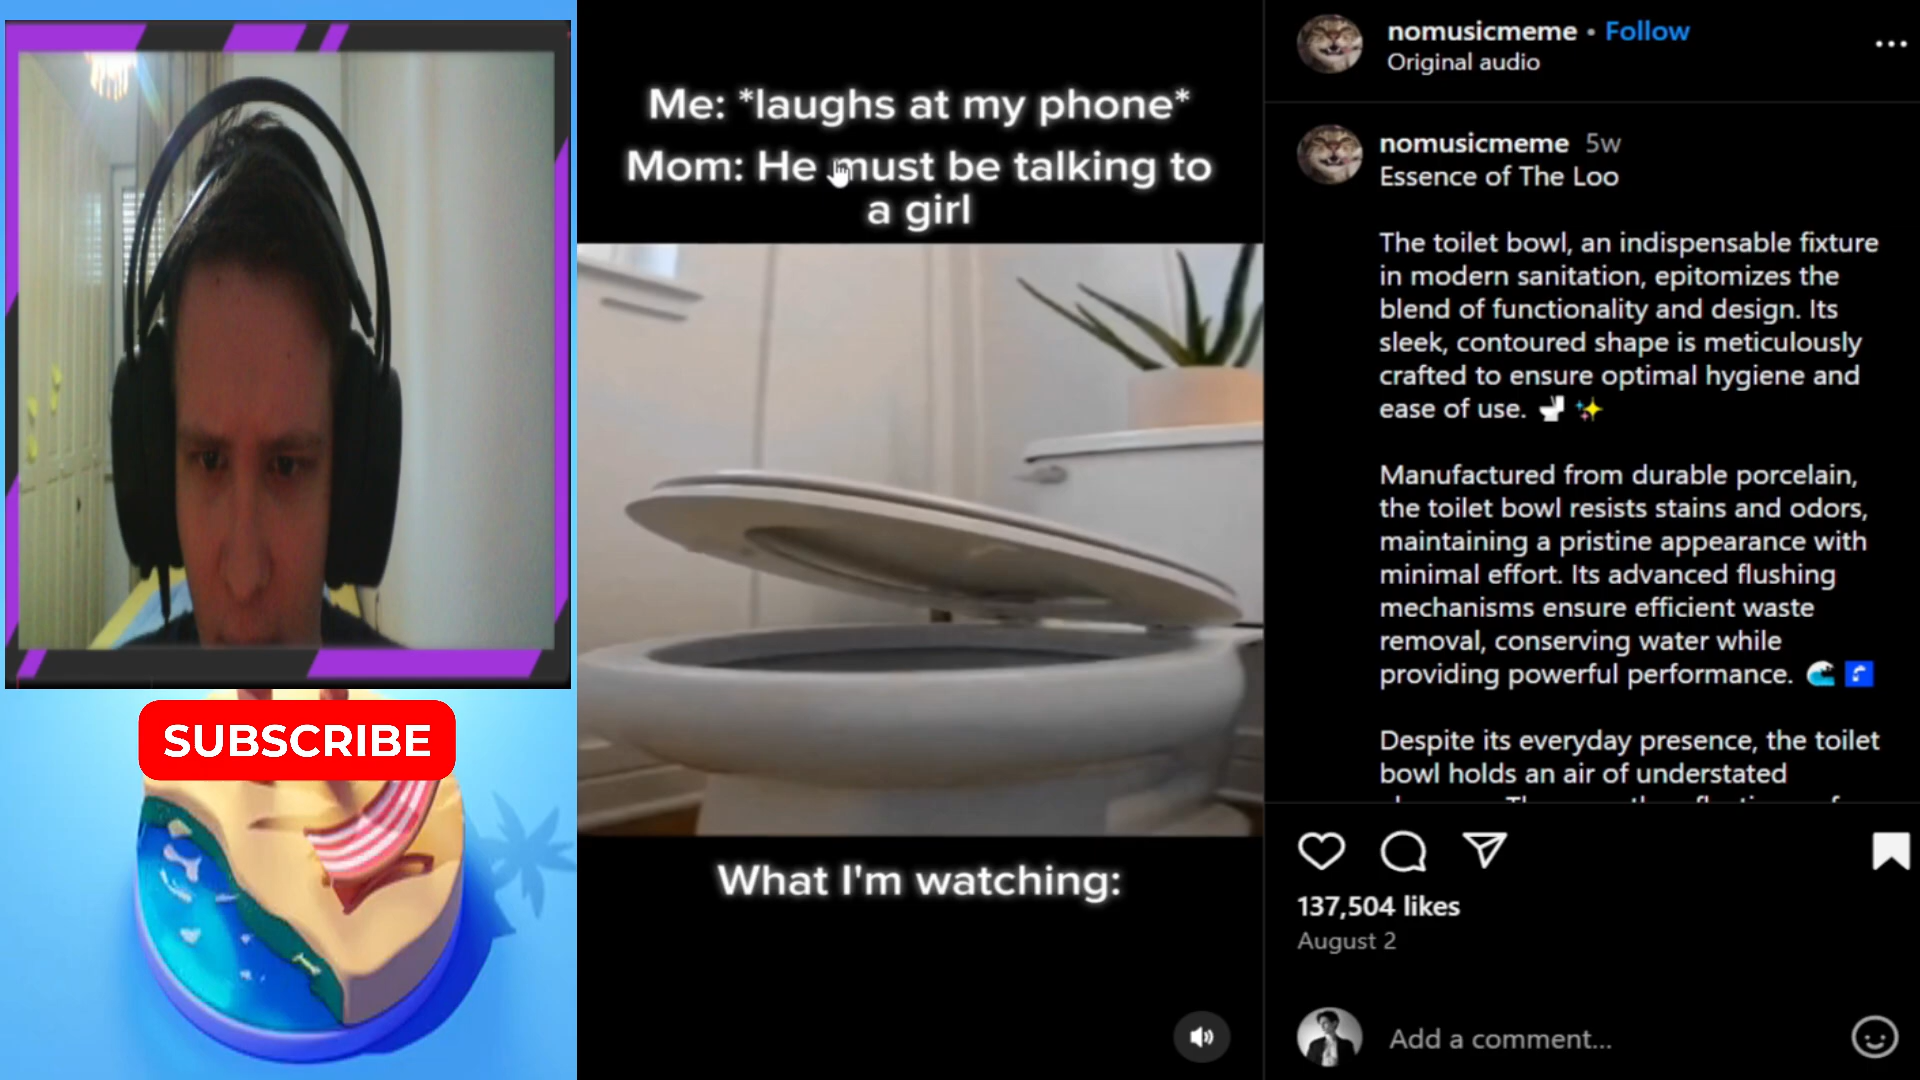 Me: *laughs at my phone*
Mom: He must be talking to
a girl
What I'm watching:
SUBSCRIBE
nomusicmeme • Follow
Original audio
nomusicmeme 5w
Essence of The Loo
The toilet bowl, an indispensable fixture
in modern sanitation, epitomizes the
blend of functionality and design. Its
sleek, contoured shape is meticulously
crafted to ensure optimal hygiene and
ease of use. 🚽✨
Manufactured from durable porcelain,
the toilet bowl resists stains and odors,
maintaining a pristine appearance with
minimal effort. Its advanced flushing
mechanisms ensure efficient waste
removal, conserving water while
providing powerful performance. 🌊🚰
Despite its everyday presence, the toilet
bowl holds an air of understated
137,504 likes
August 2
Add a comment...